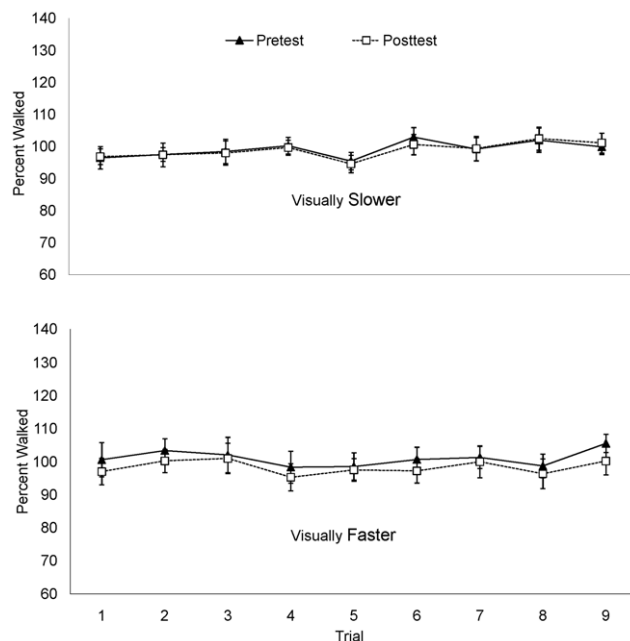 140
130
120
110
100
90
80
70
60
Percent Walked
Pretest
Posttest
Visually Slower
140
130
120
110
100
90
80
70
60
Percent Walked
Visually Faster
1 2 3 4 5 6 7 8 9
Trial